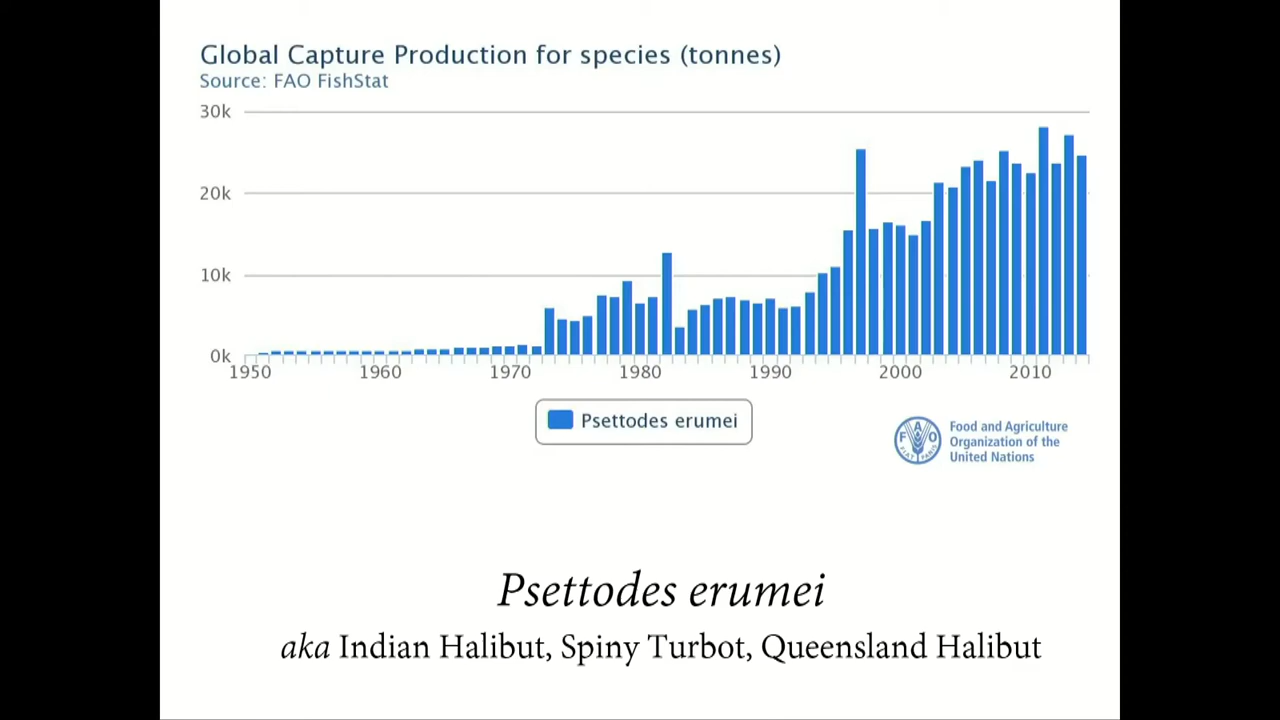 Global Capture Production for species (tonnes)
Source: FAO FishStat
30k
20k
10k
0k
1950 1960 1970 1980 1990 2000 2010
Psettodes erumei
F A O
FIAT PANIS
Food and Agriculture
Organization of the
United Nations
Psettodes erumei
aka Indian Halibut, Spiny Turbot, Queensland Halibut